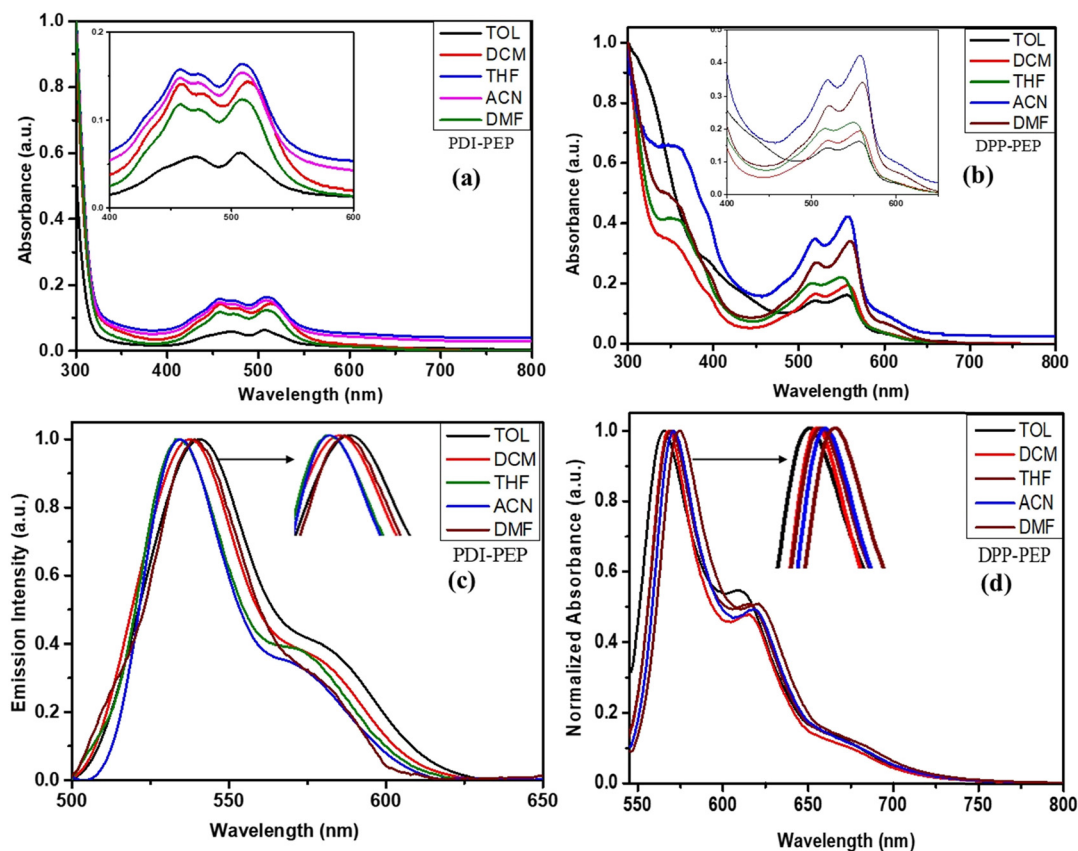 TOL
DCM
THF
ACN
DMF
PDI-PEP
(a)
0.2
0.1
0.0
400 500 600
1.0
0.8
0.6
0.4
0.2
0.0
300 400 500 600 700 800
Absorbance (a.u.)
Wavelength (nm)
TOL
DCM
THF
ACN
DMF
DPP-PEP
(b)
0.5
0.4
0.3
0.2
0.1
0.0
400 500 600
1.0
0.8
0.6
0.4
0.2
0.0
300 400 500 600 700 800
Absorbance (a.u.)
Wavelength (nm)
TOL
DCM
THF
ACN
DMF
PDI-PEP
(c)
1.0
0.8
0.6
0.4
0.2
0.0
500 550 600 650
Emission Intensity (a.u.)
Wavelength (nm)
TOL
DCM
THF
ACN
DMF
DPP-PEP
(d)
1.0
0.8
0.6
0.4
0.2
0.0
550 600 650 700 750 800
Normalized Absorbance (a.u.)
Wavelength (nm)